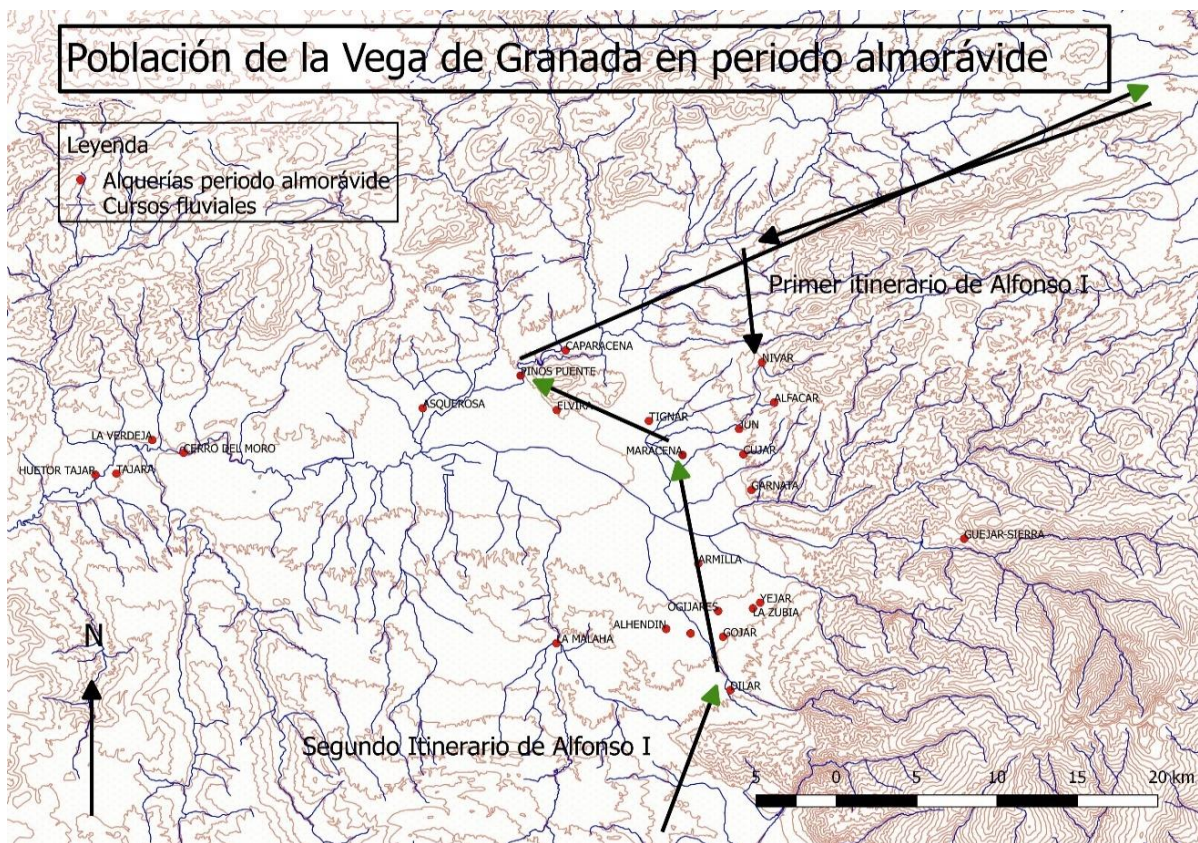 Población de la Vega de Granada en periodo almorávide
Leyenda
Alquerías periodo almorávide
Cursos fluviales
Primer itinerario de Alfonso I
CAPARACENA
NIVAR
PINOS PUENTE
ALFACAR
ASQUEROSA
ELVIRA
TIGNAR
JUN
LA VERDEJA
CERRO DEL MORO
MARACENA
CUJAR
HUETOR TAJAR
TAJARA
GARNATA
GUEJAR-SIERRA
ARMILLA
YEJAR
OGIJARES
LA ZUBIA
ALHENDIN
GOJAR
N
LA MALAHA
DILAR
Segundo Itinerario de Alfonso I
5 0 5 10 15 20 km